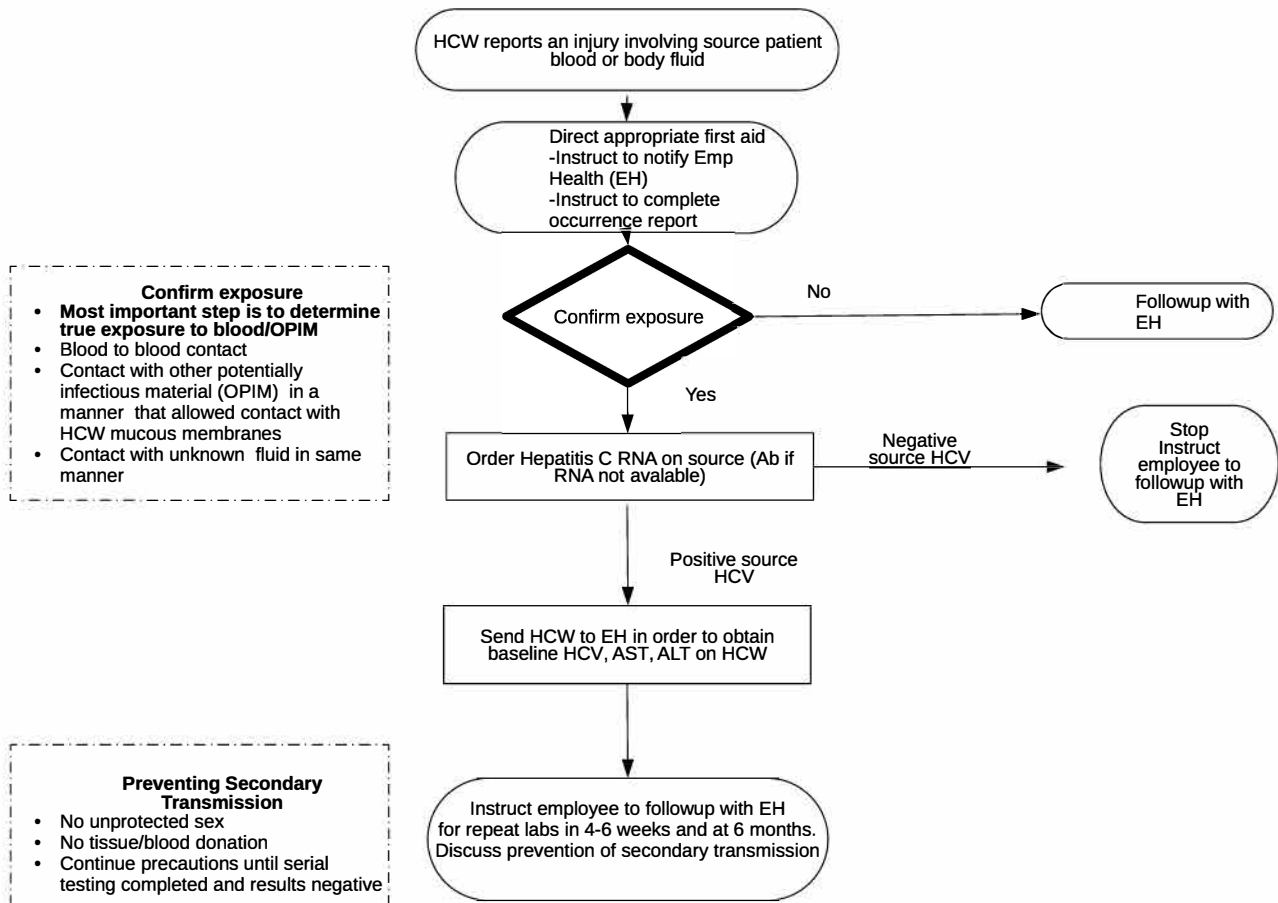 HCW reports an injury involving source patient
blood or body fluid
Direct appropriate first aid
-Instruct to notify Emp
Health (EH)
-Instruct to complete
occurrence report
Confirm exposure
• Most important step is to determine
true exposure to blood/OPIM
• Blood to blood contact
• Contact with other potentially
infectious material (OPIM) in a
manner that allowed contact with
HCW mucous membranes
• Contact with unknown fluid in same
manner
Confirm exposure
No
Followup with
EH
Yes
Order Hepatitis C RNA on source (Ab if
RNA not avalable)
Negative
source HCV
Stop
Instruct
employee to
followup with
EH
Positive source
HCV
Send HCW to EH in order to obtain
baseline HCV, AST, ALT on HCW
Preventing Secondary
Transmission
• No unprotected sex
• No tissue/blood donation
• Continue precautions until serial
testing completed and results negative
Instruct employee to followup with EH
for repeat labs in 4-6 weeks and at 6 months.
Discuss prevention of secondary transmission